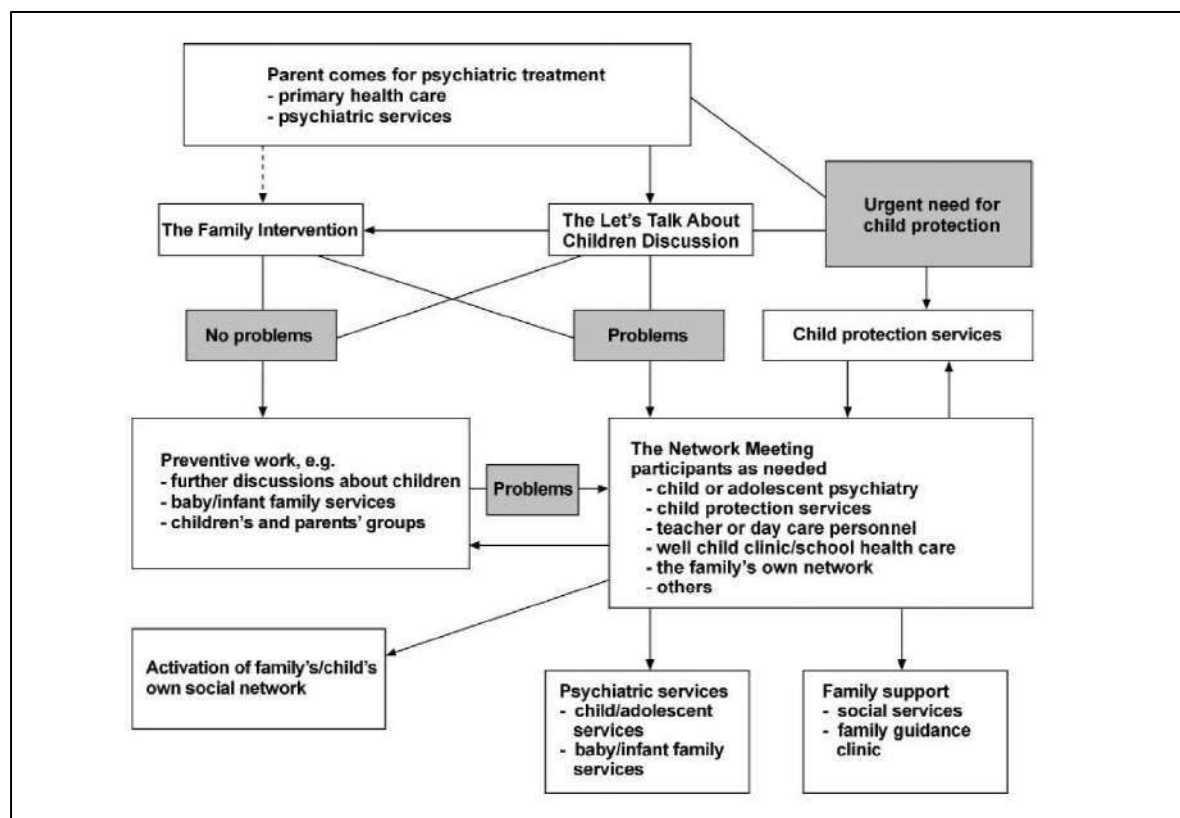 Parent comes for psychiatric treatment
- primary health care
- psychiatric services
Urgent need for
child protection
The Family Intervention
The Let's Talk About
Children Discussion
No problems
Problems
Child protection services
Preventive work, e.g.
- further discussions about children
- baby/infant family services
- children's and parents' groups
Problems
The Network Meeting
participants as needed
- child or adolescent psychiatry
- child protection services
- teacher or day care personnel
- well child clinic/school health care
- the family's own network
- others
Activation of family's/child's
own social network
Psychiatric services
- child/adolescent
services
- baby/infant family
services
Family support
- social services
- family guidance
clinic